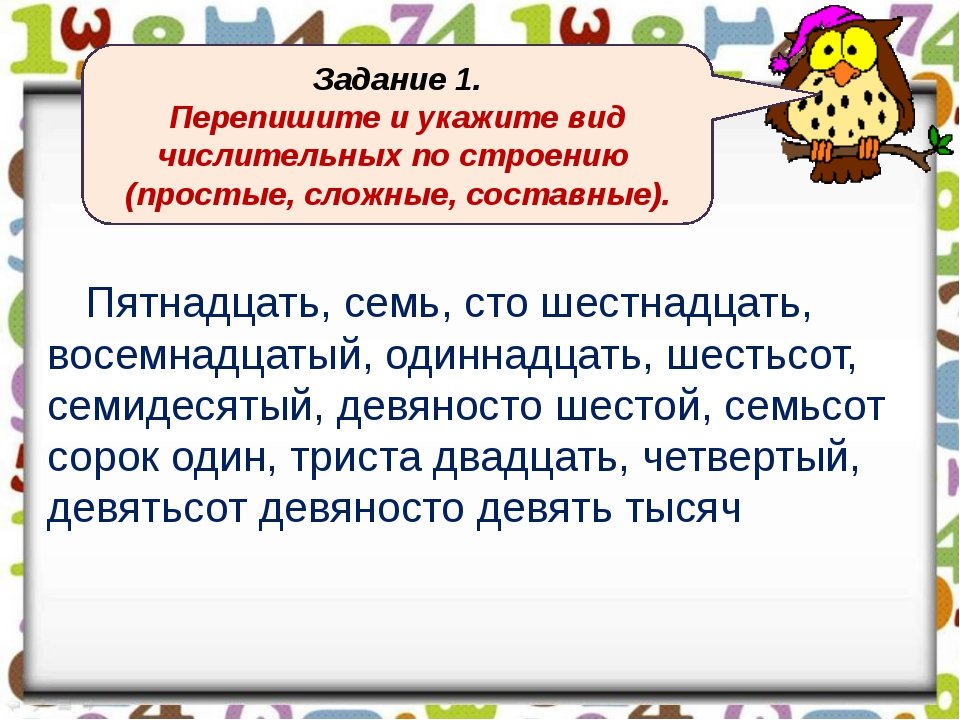 Задание 1.
Перепишите и укажите вид
числительных по строению
(простые, сложные, составные).
Пятнадцать, семь, сто шестнадцать,
восемнадцатый, одиннадцать, шестьсот,
семидесятый, девяносто шестой, семьсот
сорок один, триста двадцать, четвертый,
девятьсот девяносто девять тысяч